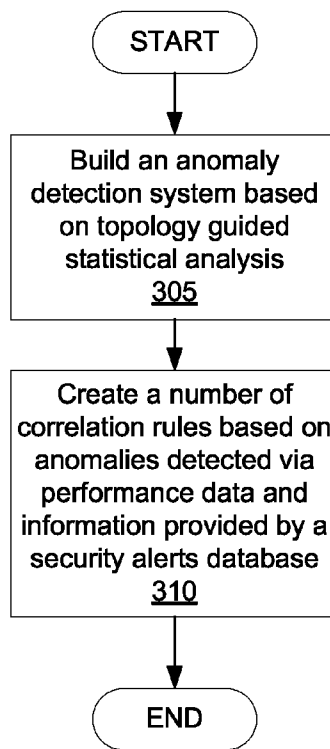 START
Build an anomaly
detection system based
on topology guided
statistical analysis
305
Create a number of
correlation rules based on
anomalies detected via
performance data and
information provided by a
security alerts database
310
END